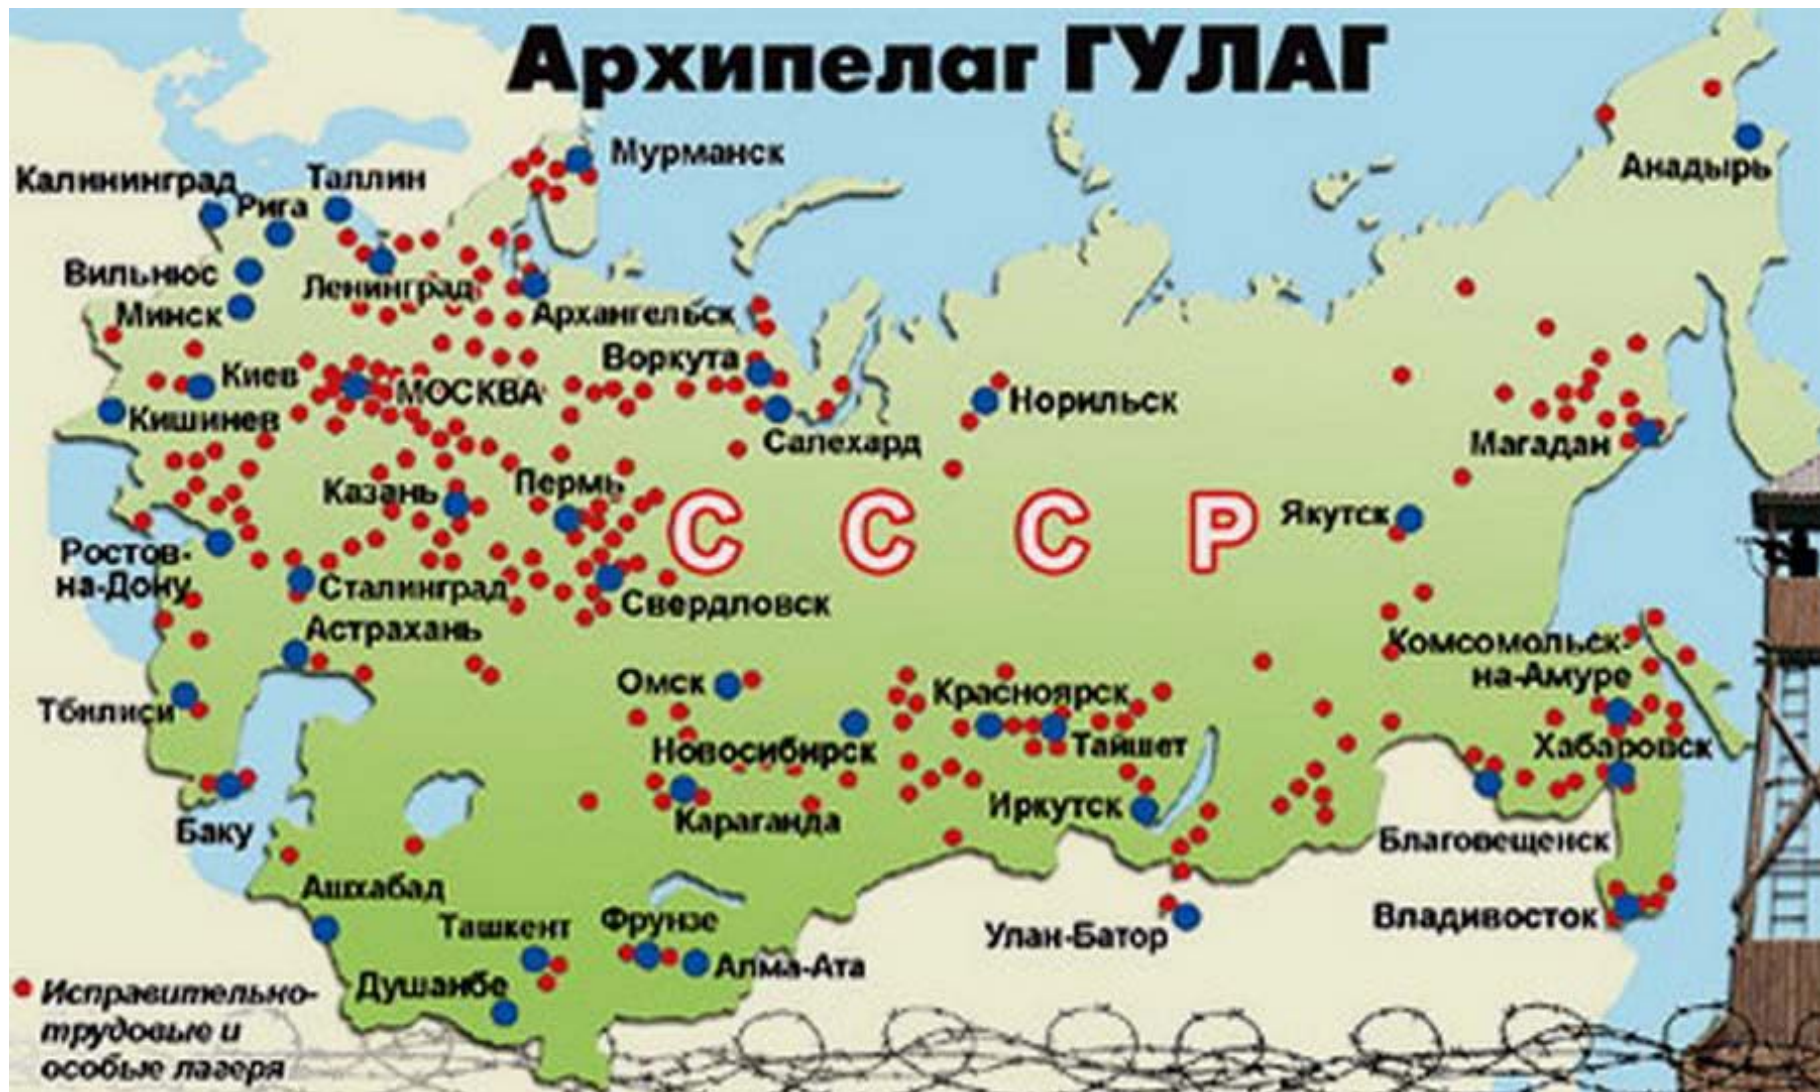 Архипелаг ГУЛАГ
Мурманск
Анадырь
Калининград
Таллин
Рига
Вильнюс
Ленинград
Минск
Архангельск
Воркута
Киев
МОСКВА
Норильск
Кишинев
Салехард
Магадан
Казань
Пермь
С С С Р
Якутск
Ростов-
на-Дону
Сталинград
Свердловск
Астрахань
Комсомольск-
на-Амуре
Омск
Красноярск
Тбилиси
Новосибирск
Тайшет
Хабаровск
Иркутск
Караганда
Баку
Благовещенск
Ашхабад
Ташкент
Фрунзе
Владивосток
Улан-Батор
Алма-Ата
Душанбе
Исправительно-
трудовые и
особые лагеря